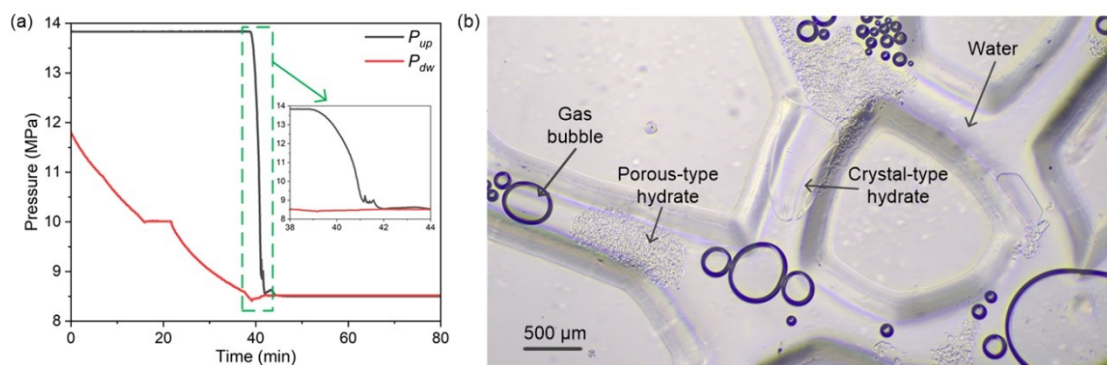 (a)
14
13
12
11
10
9
8
Pressure (MPa)
0
20
40
60
80
Time (min)
P_up
P_dw
14
13
12
11
10
9
8
38
40
42
44
(b)
Water
Gas
bubble
Porous-type
hydrate
Crystal-type
hydrate
500 μm